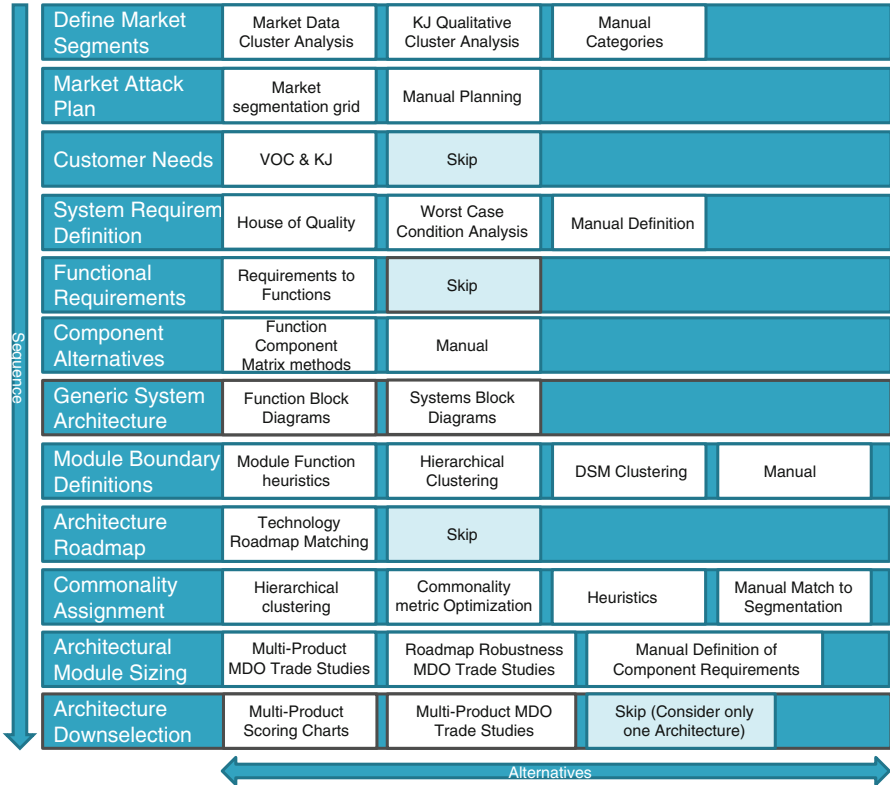 Define Market
Segments
Market Data
Cluster Analysis
KJ Qualitative
Cluster Analysis
Manual
Categories
Market Attack
Plan
Market
segmentation grid
Manual Planning
Customer Needs
VOC & KJ
Skip
System Requirem
Definition
House of Quality
Worst Case
Condition Analysis
Manual Definition
Functional
Requirements
Requirements to
Functions
Skip
Component
Alternatives
Function
Component
Matrix methods
Manual
Generic System
Architecture
Function Block
Diagrams
Systems Block
Diagrams
Module Boundary
Definitions
Module Function
heuristics
Hierarchical
Clustering
DSM Clustering
Manual
Architecture
Roadmap
Technology
Roadmap Matching
Skip
Commonality
Assignment
Hierarchical
clustering
Commonality
metric Optimization
Heuristics
Manual Match to
Segmentation
Architectural
Module Sizing
Multi-Product
MDO Trade Studies
Roadmap Robustness
MDO Trade Studies
Manual Definition of
Component Requirements
Architecture
Downselection
Multi-Product
Scoring Charts
Multi-Product MDO
Trade Studies
Skip (Consider only
one Architecture)
Sequence
Alternatives